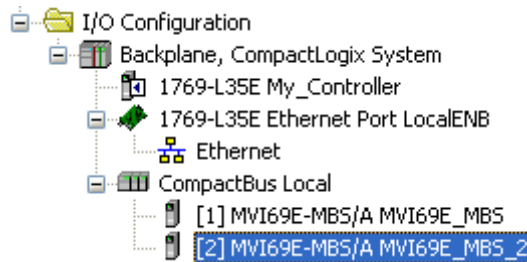 I/O Configuration
Backplane, CompactLogix System
1769-L35E My_Controller
1769-L35E Ethernet Port LocalENB
Ethernet
CompactBus Local
[1] MVI69E-MBS/A MVI69E_MBS
[2] MVI69E-MBS/A MVI69E_MBS_2